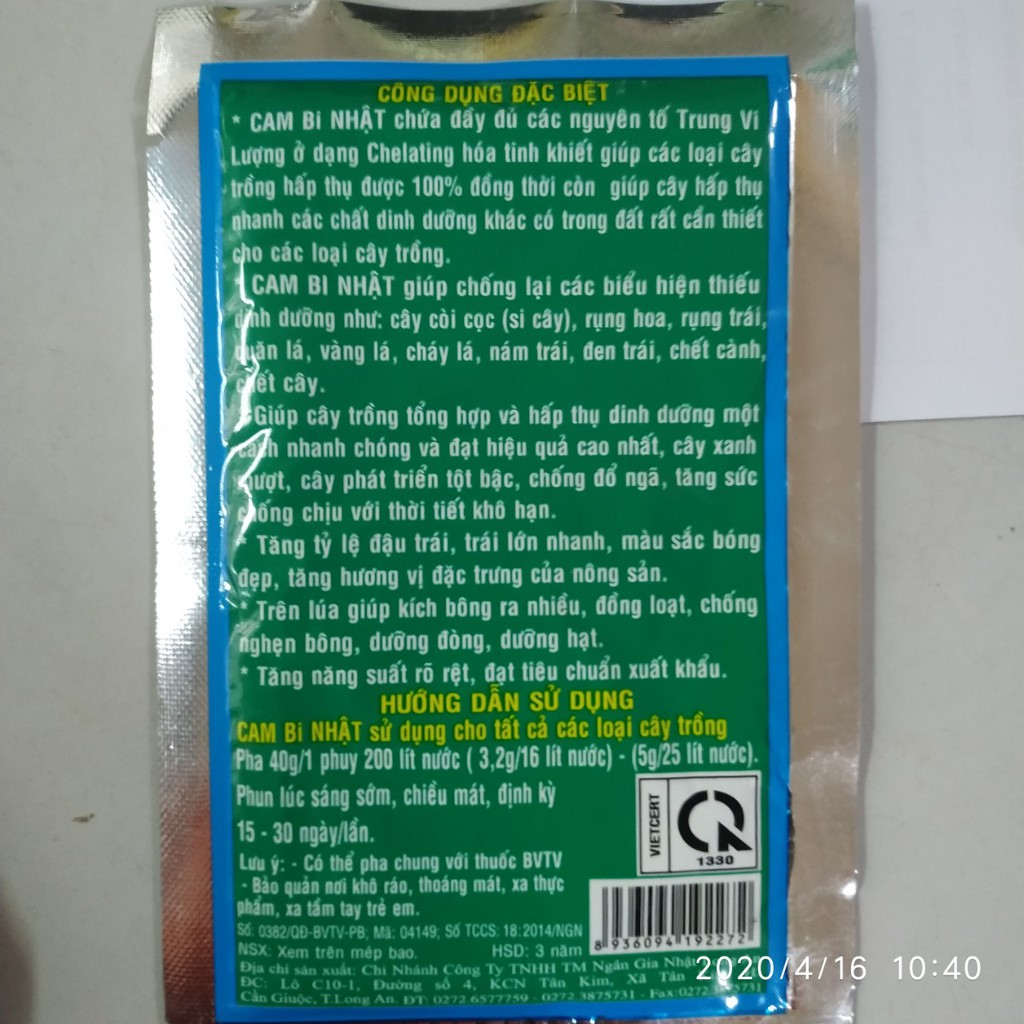 CÔNG DỤNG ĐẶC BIỆT
* CAM Bi NHẬT chứa đầy đủ các nguyên tố Trung Vi
Lượng ở dạng Chelating hóa tinh khiết giúp các loại cây
trồng hấp thụ được 100% đồng thời còn giúp cây hấp thụ
nhanh các chất dinh dưỡng khác có trong đất rất cần thiết
cho các loại cây trồng.
CAM BI NHẬT giúp chống lại các biểu hiện thiếu
dinh dưỡng như: cây còi cọc (si cây), rụng hoa, rụng trái,
quăn lá, vàng lá, cháy lá, nám trái, đen trái, chết cành,
chết cây.
* Giúp cây trồng tổng hợp và hấp thụ dinh dưỡng một
cách nhanh chóng và đạt hiệu quả cao nhất, cây xanh
mượt, cây phát triển tột bậc, chống đổ ngã, tăng sức
chống chịu với thời tiết khô hạn.
* Tăng tỷ lệ đậu trái, trái lớn nhanh, màu sắc bóng
đẹp, tăng hương vị đặc trưng của nông sản.
* Trên lúa giúp kích bông ra nhiều, đồng loạt, chống
nghẹn bông, dưỡng đòng, dưỡng hạt.
* Tăng năng suất rõ rệt, đạt tiêu chuẩn xuất khẩu.
HƯỚNG DẪN SỬ DỤNG
CAM Bi NHẬT sử dụng cho tất cả các loại cây trồng
Pha 40g/1 phuy 200 lít nước ( 3,2g/16 lít nước) - (5g/25 lít nước).
Phun lúc sáng sớm, chiều mát, định kỳ
15 - 30 ngày/lần.
VIETCERT
1330
Lưu ý: - Có thể pha chung với thuốc BVTV
- Bảo quản nơi khô ráo, thoáng mát, xa thực
phẩm, xa tầm tay trẻ em.
Số: 0382/QĐ-BVTV-PB; Mã: 04149; Số TCCS: 18:2014/NGN
NSX: Xem trên mép bao. HSD: 3 năm
8 936094 192272
Địa chỉ sản xuất: Chi Nhánh Công Ty TNHH TM Ngân Gia Nhật
ĐC: Lô C10-1, Đường số 4, KCN Tân Kim, Xã Tân
Cần Giuộc, T.Long An. ĐT: 0272.6577759 - 0272.3875731 - Fax:0272.3875731
2020/4/16 10:40